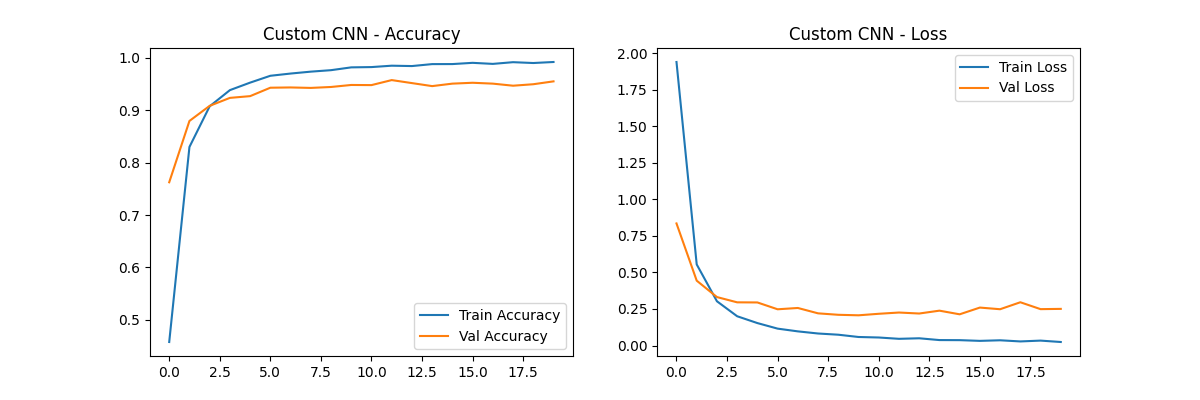 Custom CNN - Accuracy
1.0
0.9
0.8
0.7
0.6
0.5
0.0 2.5 5.0 7.5 10.0 12.5 15.0 17.5
Train Accuracy
Val Accuracy
Custom CNN - Loss
2.00
1.75
1.50
1.25
1.00
0.75
0.50
0.25
0.00
0.0 2.5 5.0 7.5 10.0 12.5 15.0 17.5
Train Loss
Val Loss